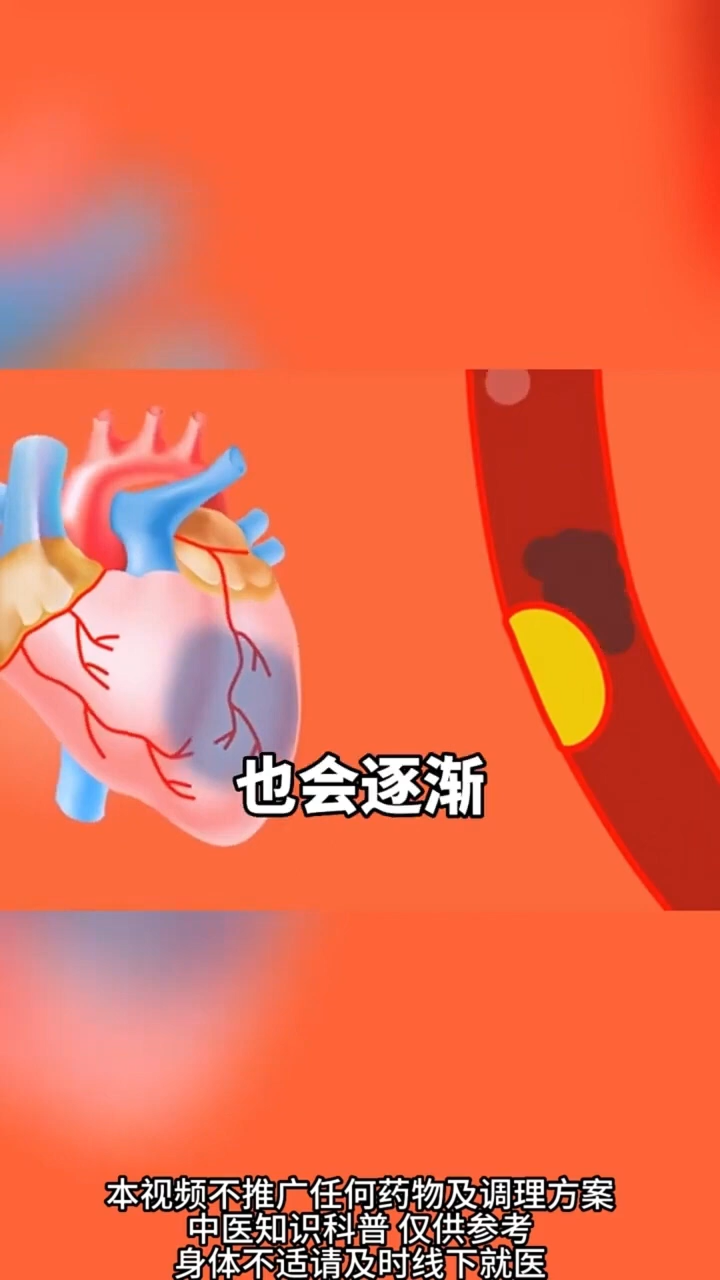 也会逐渐
本视频不推广任何药物及调理方案
中医知识科普 仅供参考
身体不适请及时线下就医